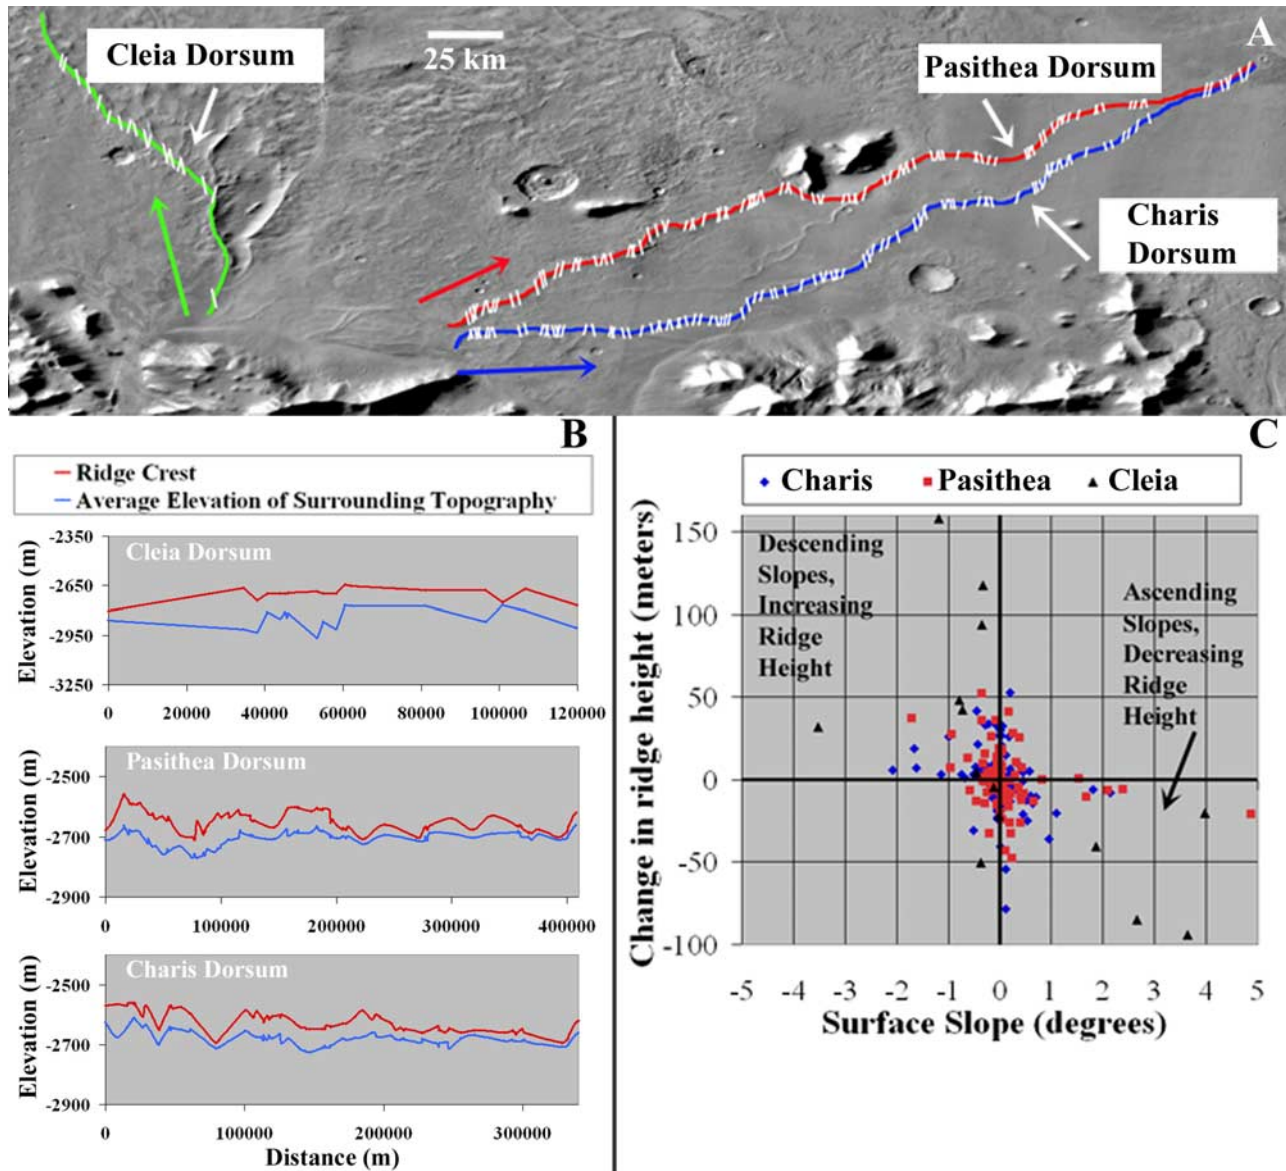 A
Cleia Dorsum
25 km
Pasithea Dorsum
Charis
Dorsum
B
Ridge Crest
Average Elevation of Surrounding Topography
Elevation (m)
Cleia Dorsum
-2350
-2650
-2950
-3250
0 20000 40000 60000 80000 100000 120000
Elevation (m)
Pasithea Dorsum
-2500
-2700
-2900
0 100000 200000 300000 400000
Elevation (m)
Charis Dorsum
-2500
-2700
-2900
0 100000 200000 300000
Distance (m)
C
Charis Pasithea Cleia
Change in ridge height (meters)
150
100
50
0
-50
-100
Descending
Slopes,
Increasing
Ridge
Height
Ascending
Slopes,
Decreasing
Ridge
Height
-5 -4 -3 -2 -1 0 1 2 3 4 5
Surface Slope (degrees)